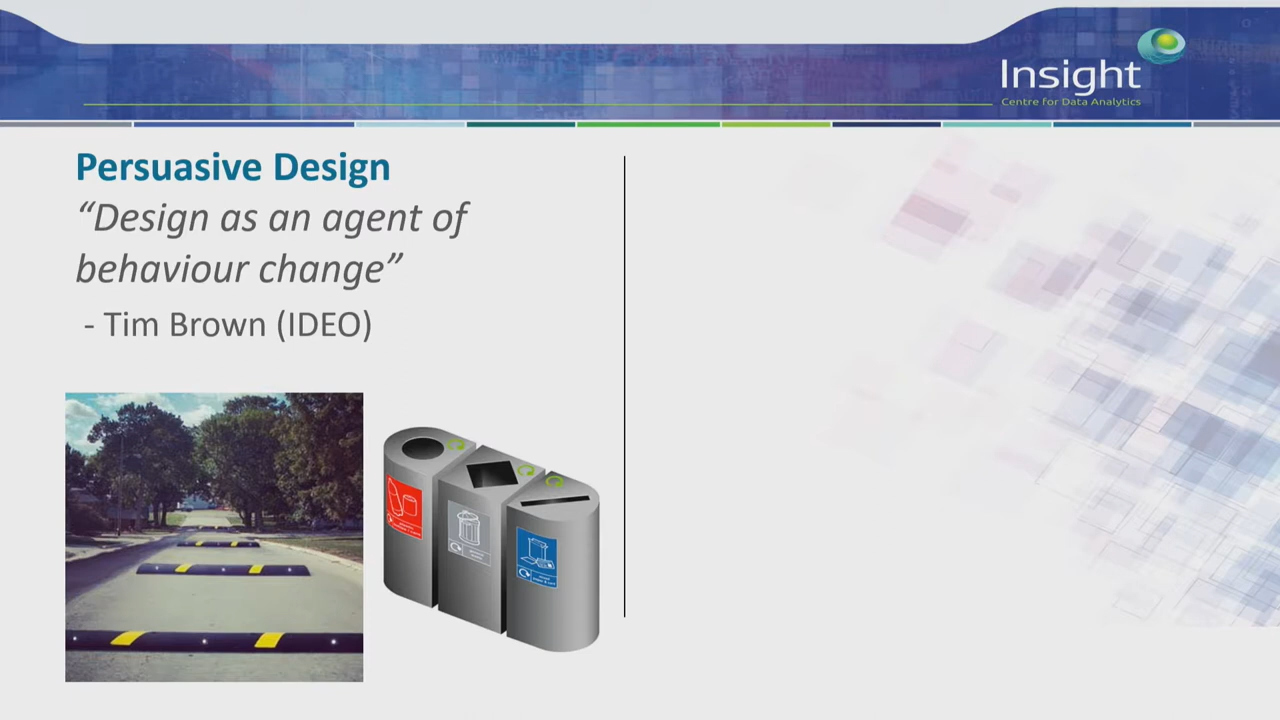 Insight
Centre for Data Analytics
Persuasive Design
“Design as an agent of
behaviour change”
- Tim Brown (IDEO)